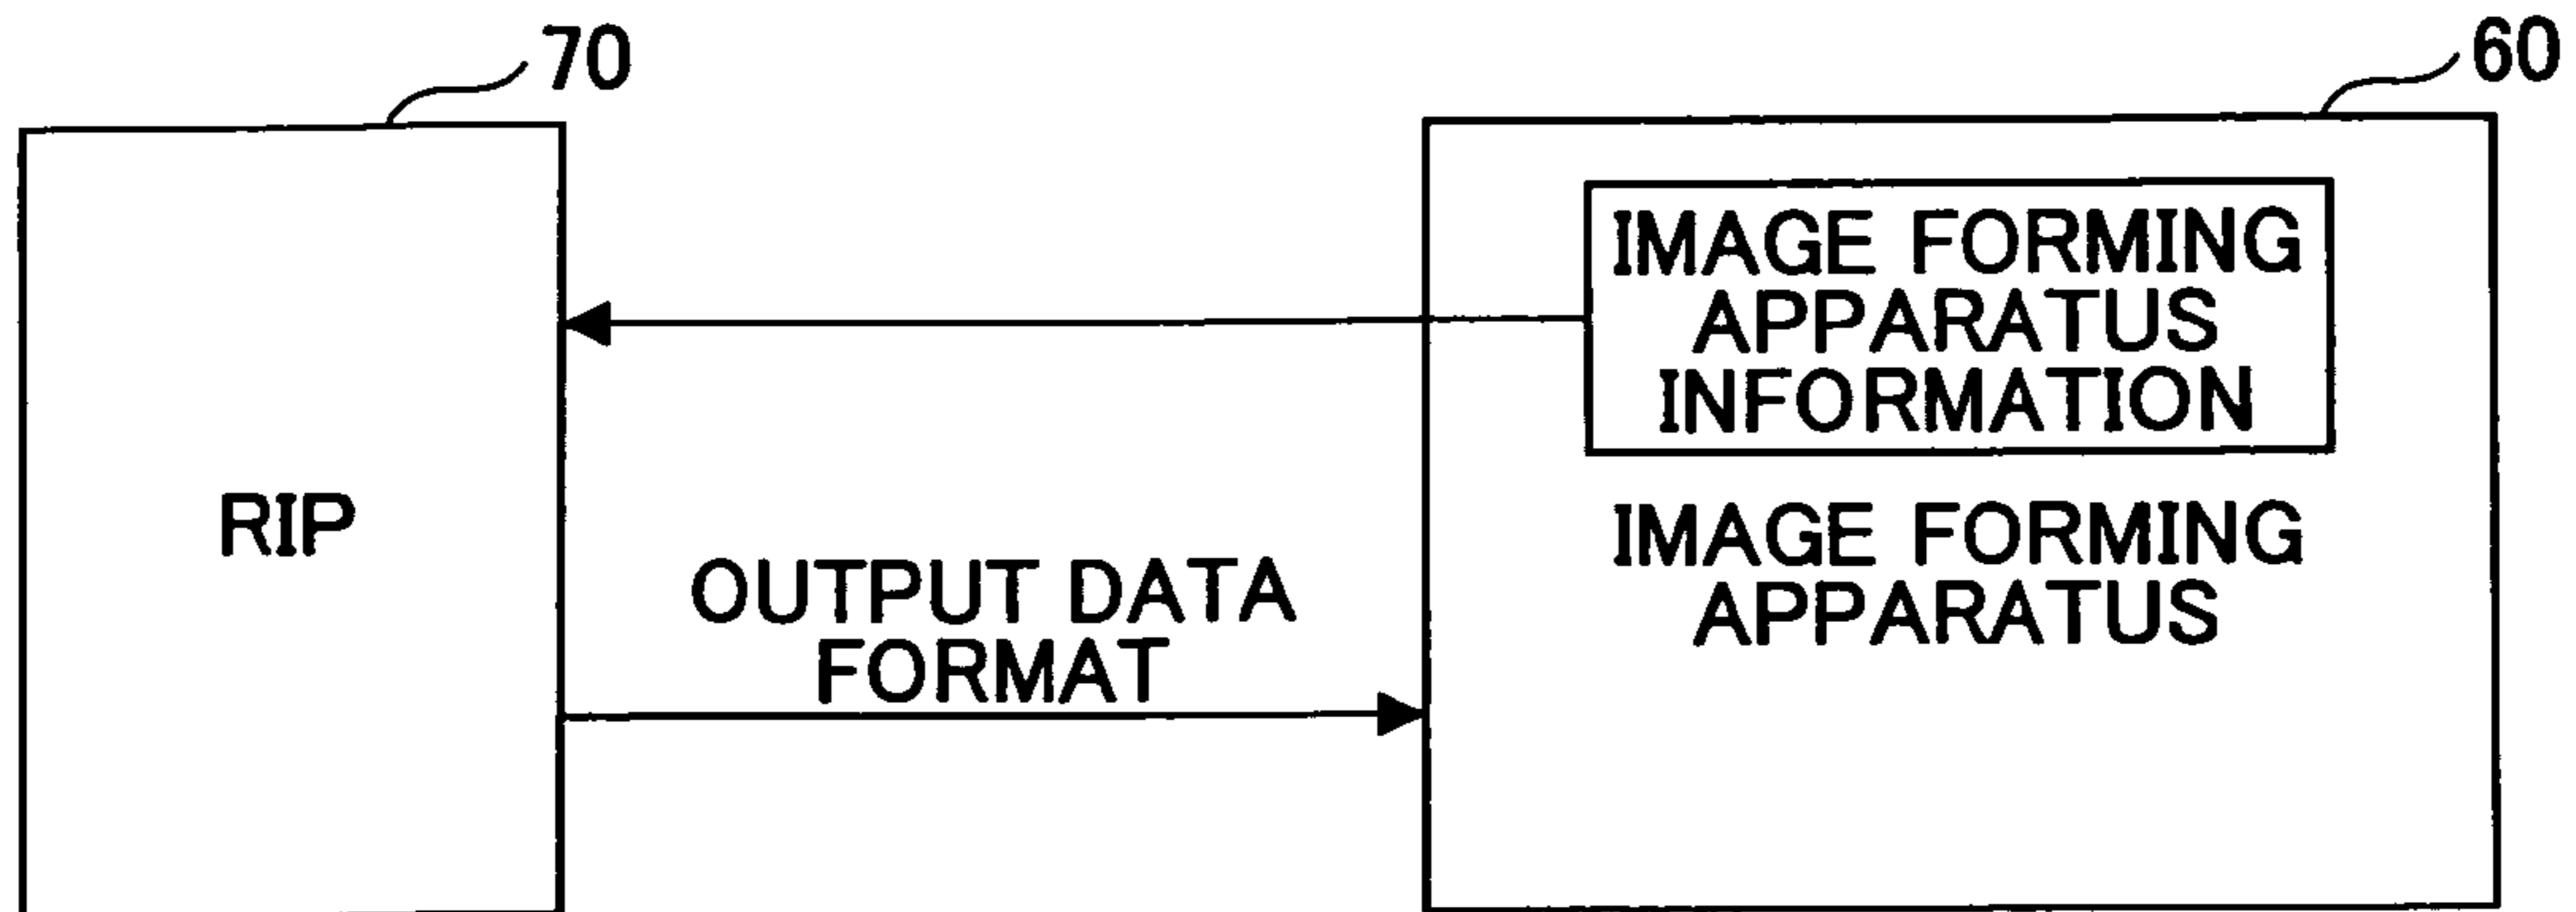 70
60
IMAGE FORMING
APPARATUS
INFORMATION
RIP
IMAGE FORMING
APPARATUS
OUTPUT DATA
FORMAT